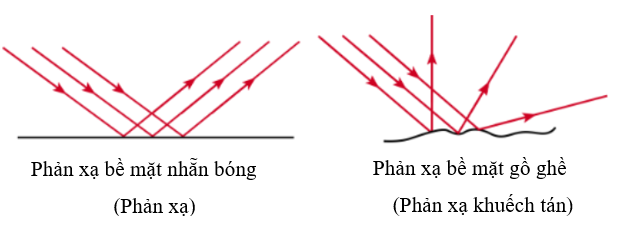 Phản xạ bề mặt nhẵn bóng
(Phản xạ)
Phản xạ bề mặt gồ ghề
(Phản xạ khuếch tán)